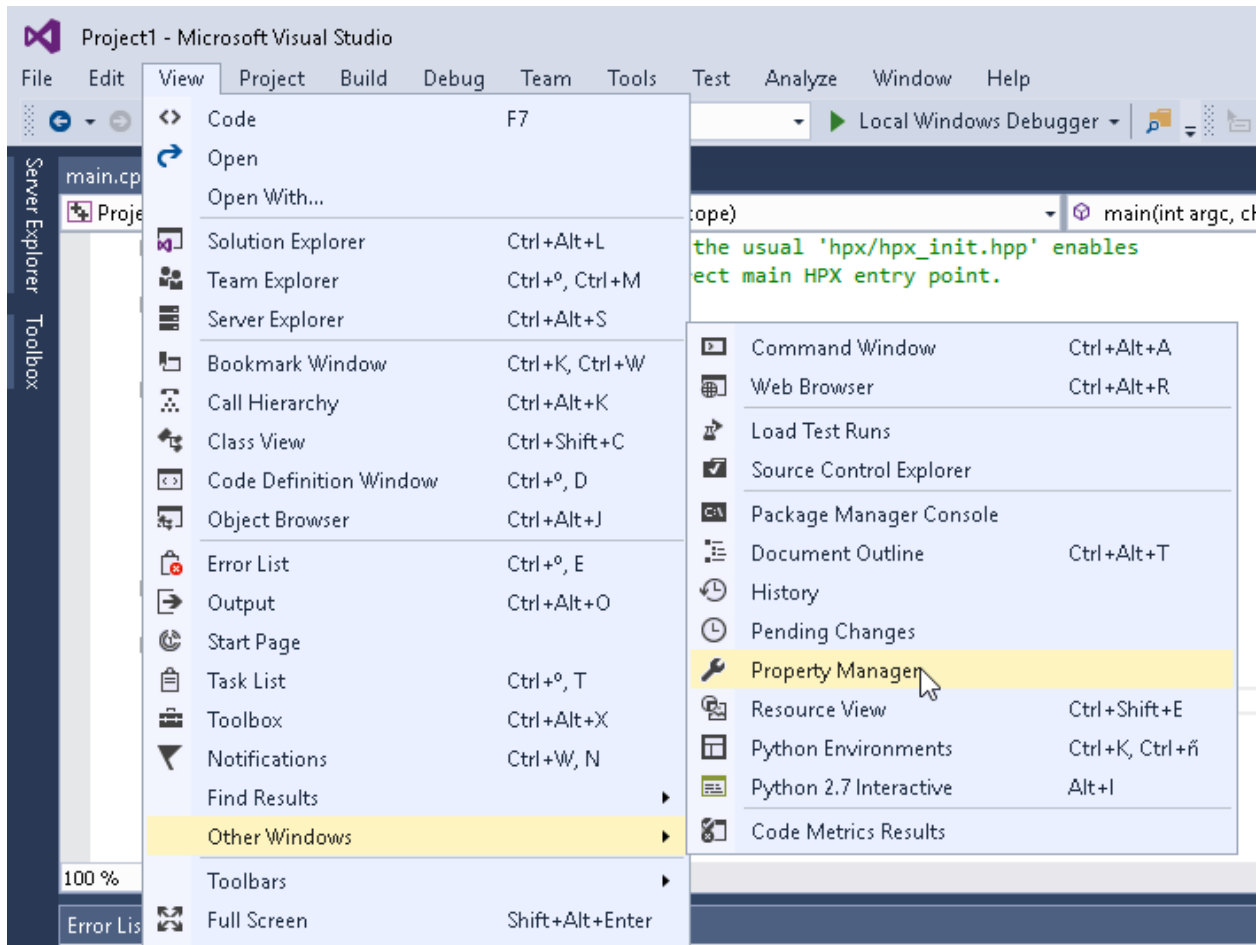 Project1 - Microsoft Visual Studio
File Edit View Project Build Debug Team Tools Test Analyze Window Help
Local Windows Debugger
Server Explorer
Toolbox
main.cp
Proje
cope)
main(int argc, ch
the usual 'hpx/hpx_init.hpp' enables
ect main HPX entry point.
Code F7
Open
Open With...
Solution Explorer Ctrl+Alt+L
Team Explorer Ctrl+º, Ctrl+M
Server Explorer Ctrl+Alt+S
Bookmark Window Ctrl+K, Ctrl+W
Call Hierarchy Ctrl+Alt+K
Class View Ctrl+Shift+C
Code Definition Window Ctrl+º, D
Object Browser Ctrl+Alt+J
Error List Ctrl+º, E
Output Ctrl+Alt+O
Start Page
Task List Ctrl+º, T
Toolbox Ctrl+Alt+X
Notifications Ctrl+W, N
Find Results
Other Windows
Toolbars
Full Screen Shift+Alt+Enter
Command Window Ctrl+Alt+A
Web Browser Ctrl+Alt+R
Load Test Runs
Source Control Explorer
Package Manager Console
Document Outline Ctrl+Alt+T
History
Pending Changes
Property Manager
Resource View Ctrl+Shift+E
Python Environments Ctrl+K, Ctrl+ñ
Python 2.7 Interactive Alt+I
Code Metrics Results
100 %
Error Lis